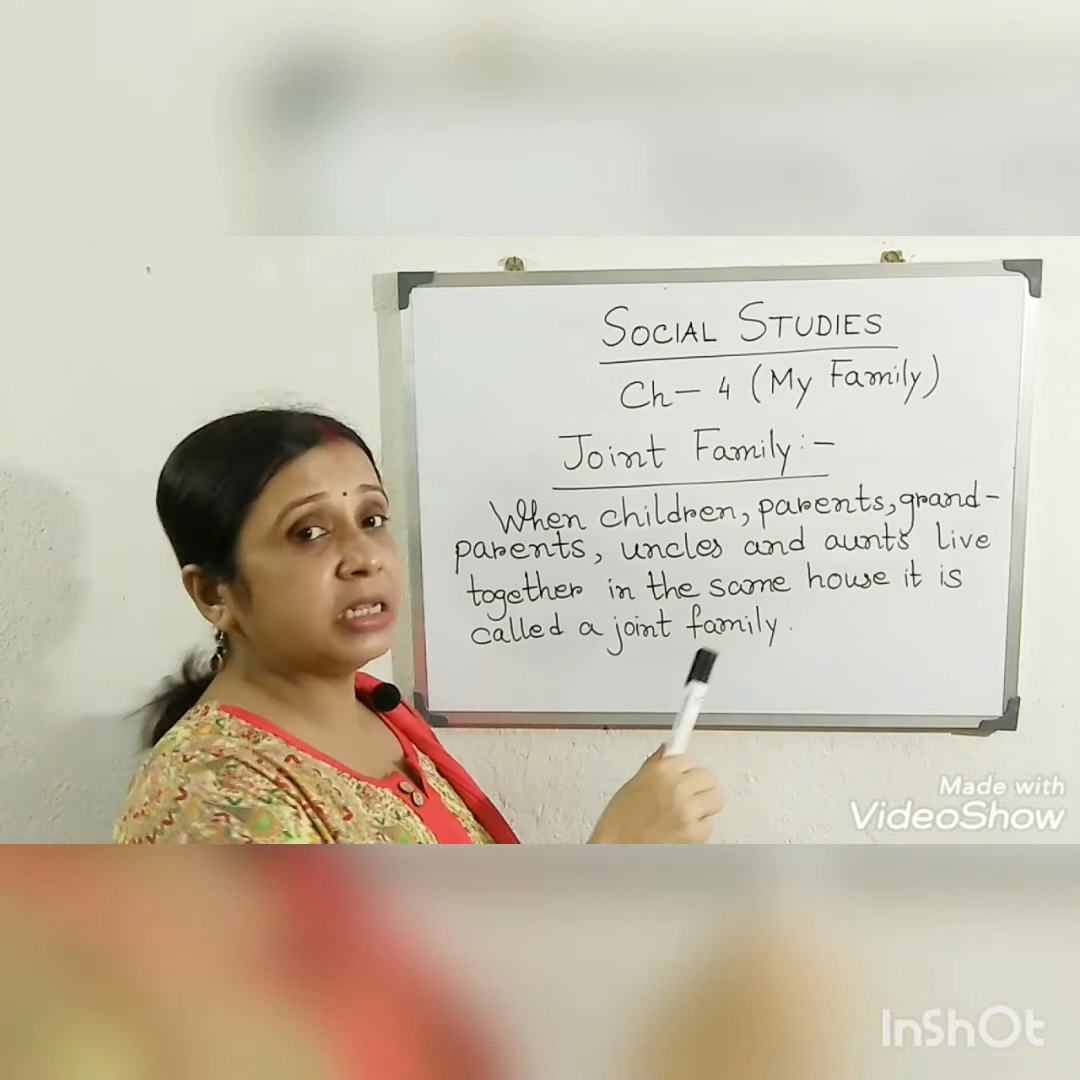 SOCIAL STUDIES
Ch - 4 (My Family)
Joint Family :-
When children, parents, grand-
parents, uncles and aunts live
together in the same house it is
called a joint family.
Made with
VideoShow
InShOt